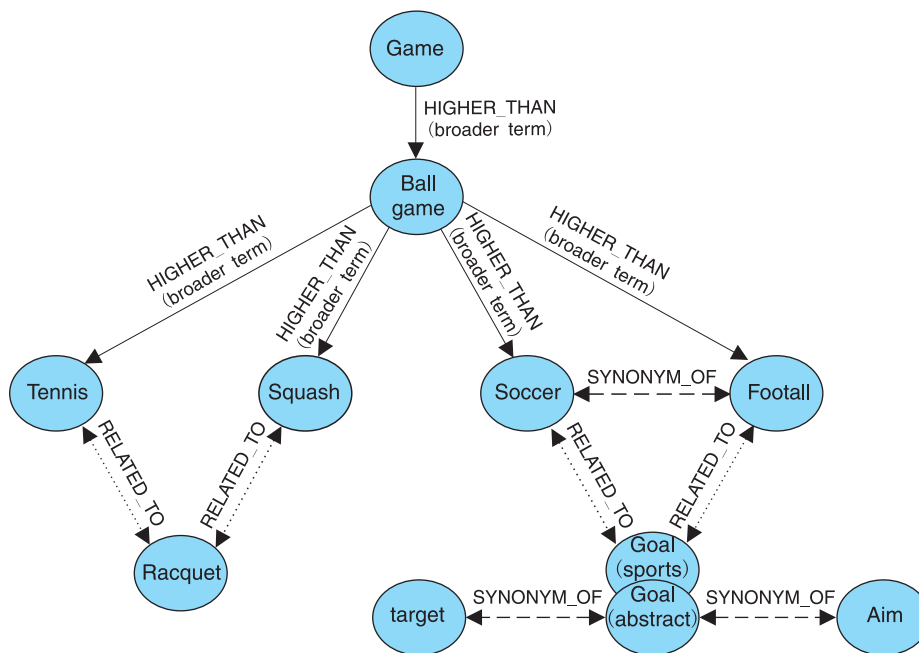 Game
HIGHER_THAN
(broader term)
Ball
game
HIGHER_THAN
(broader term)
HIGHER_THAN
(broader term)
HIGHER_THAN
(broader term)
HIGHER_THAN
(broader term)
Tennis
Squash
Soccer
SYNONYM_OF
Footall
RELATED_TO
RELATED_TO
RELATED_TO
RELATED_TO
Racquet
Goal
(sports)
target
SYNONYM_OF
Goal
(abstract)
SYNONYM_OF
Aim